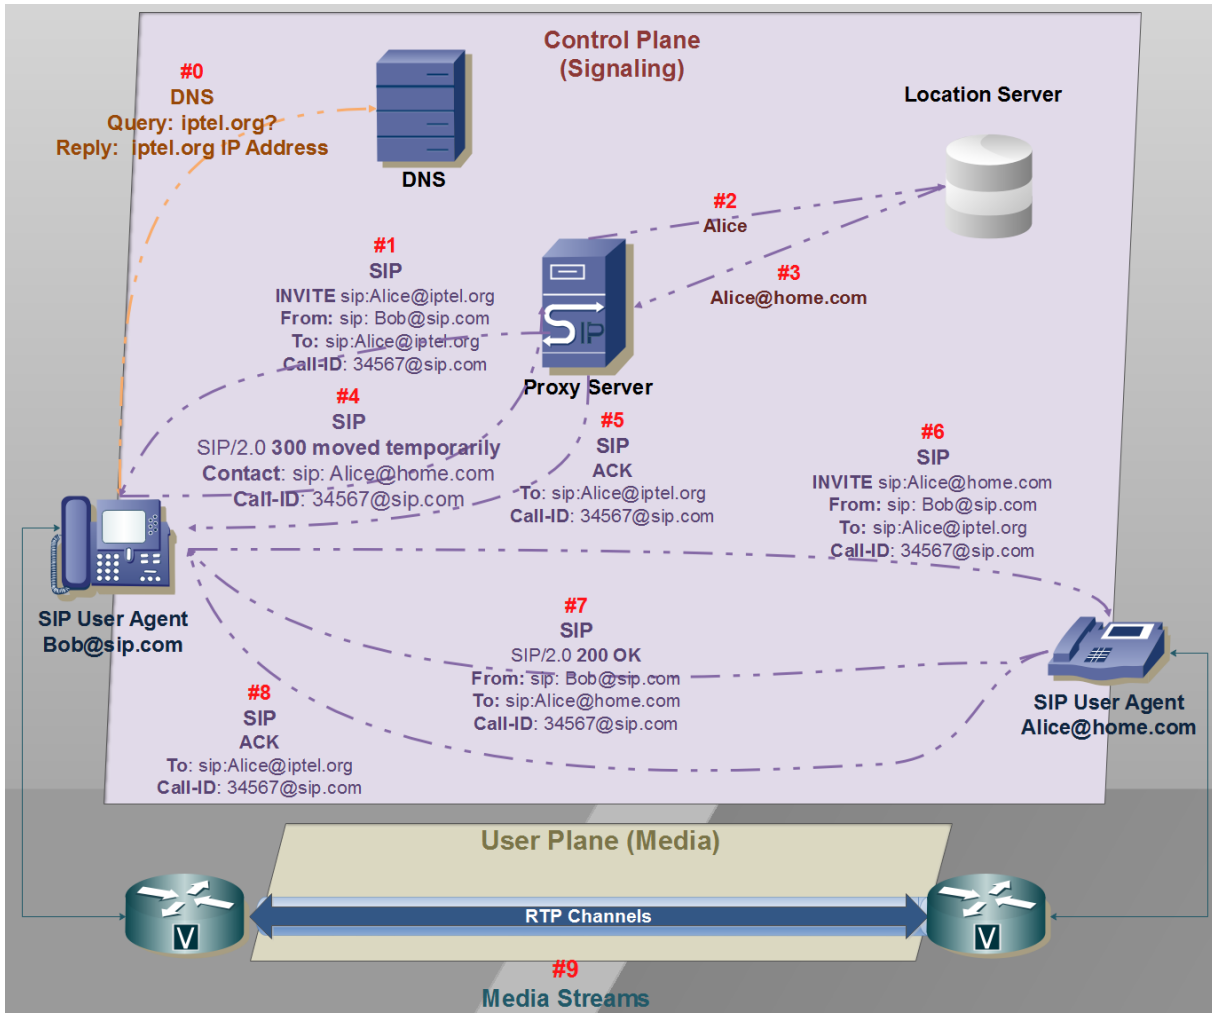 Control Plane
(Signaling)
#0
DNS
Query: iptel.org?
Reply: iptel.org IP Address
DNS
Location Server
#2
Alice
#3
Alice@home.com
#1
SIP
INVITE sip:Alice@iptel.org
From: sip: Bob@sip.com
To: sip:Alice@iptel.org
Call-ID: 34567@sip.com
SIP
Proxy Server
#4
SIP
SIP/2.0 300 moved temporarily
Contact: sip: Alice@home.com
Call-ID: 34567@sip.com
#5
SIP
ACK
To: sip:Alice@iptel.org
Call-ID: 34567@sip.com
#6
SIP
INVITE sip:Alice@home.com
From: sip: Bob@sip.com
To: sip:Alice@iptel.org
Call-ID: 34567@sip.com
SIP User Agent
Bob@sip.com
#7
SIP
SIP/2.0 200 OK
From: sip: Bob@sip.com
To: sip:Alice@home.com
Call-ID: 34567@sip.com
SIP User Agent
Alice@home.com
#8
SIP
ACK
To: sip:Alice@iptel.org
Call-ID: 34567@sip.com
User Plane (Media)
RTP Channels
V
V
#9
Media Streams